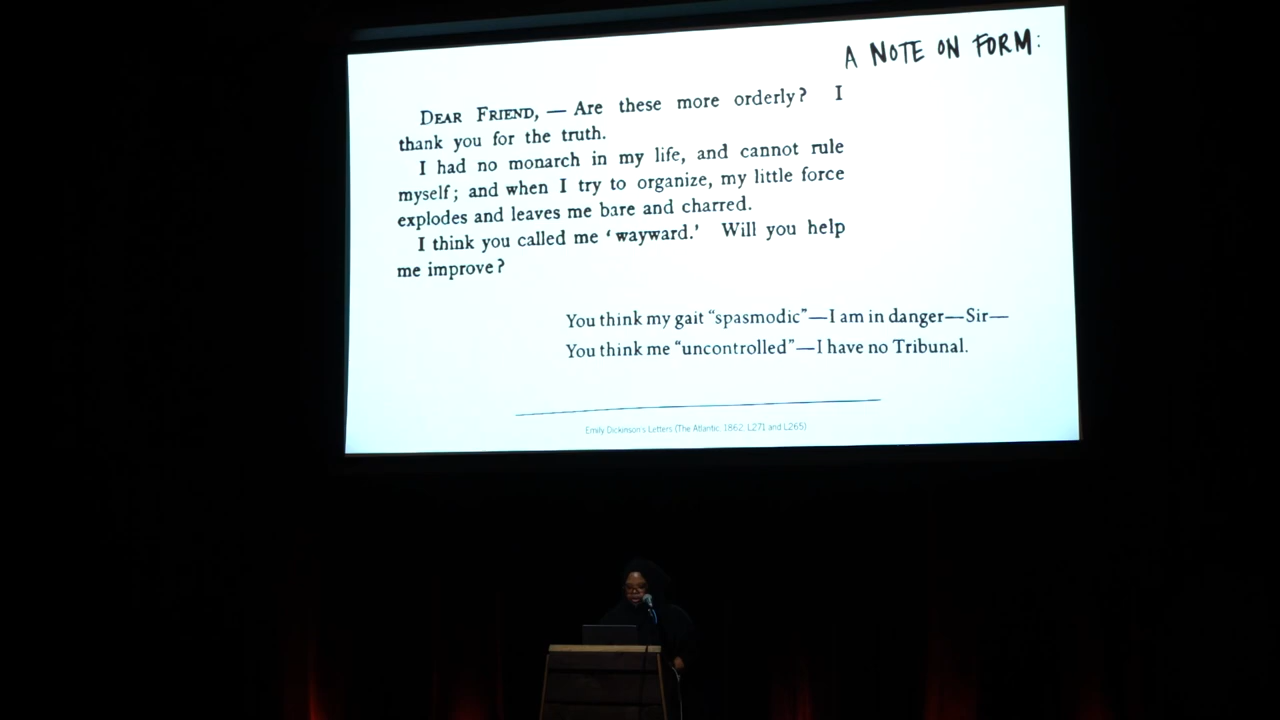 A NOTE ON FORM:
DEAR FRIEND, — Are these more orderly? I
thank you for the truth.
I had no monarch in my life, and cannot rule
myself; and when I try to organize, my little force
explodes and leaves me bare and charred.
I think you called me ‘wayward.’ Will you help
me improve?
You think my gait “spasmodic”—I am in danger—Sir—
You think me “uncontrolled”—I have no Tribunal.
Emily Dickinson's Letters (The Atlantic, 1862, L271 and L265)